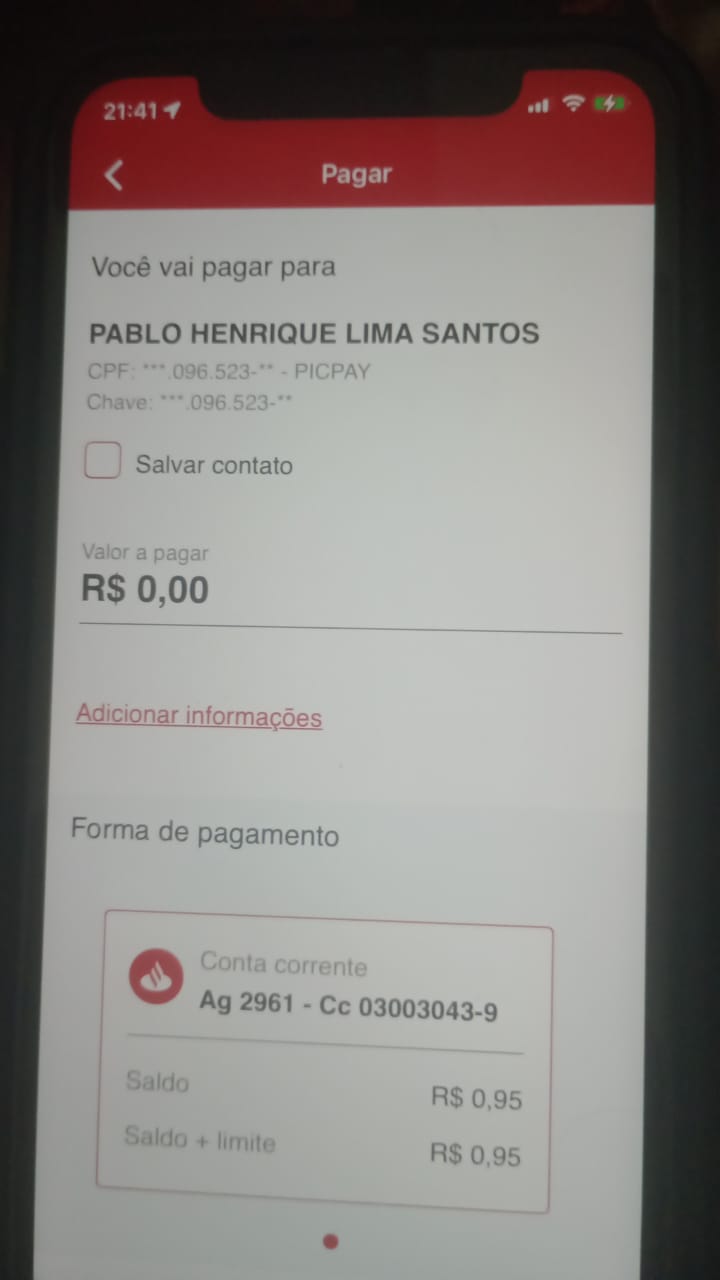 21:41
Pagar
Você vai pagar para
PABLO HENRIQUE LIMA SANTOS
CPF: ***.096.523-** - PICPAY
Chave: ***.096.523-**
Salvar contato
Valor a pagar
R$ 0,00
Adicionar informações
Forma de pagamento
Conta corrente
Ag 2961 - Cc 03003043-9
Saldo R$ 0,95
Saldo + limite R$ 0,95